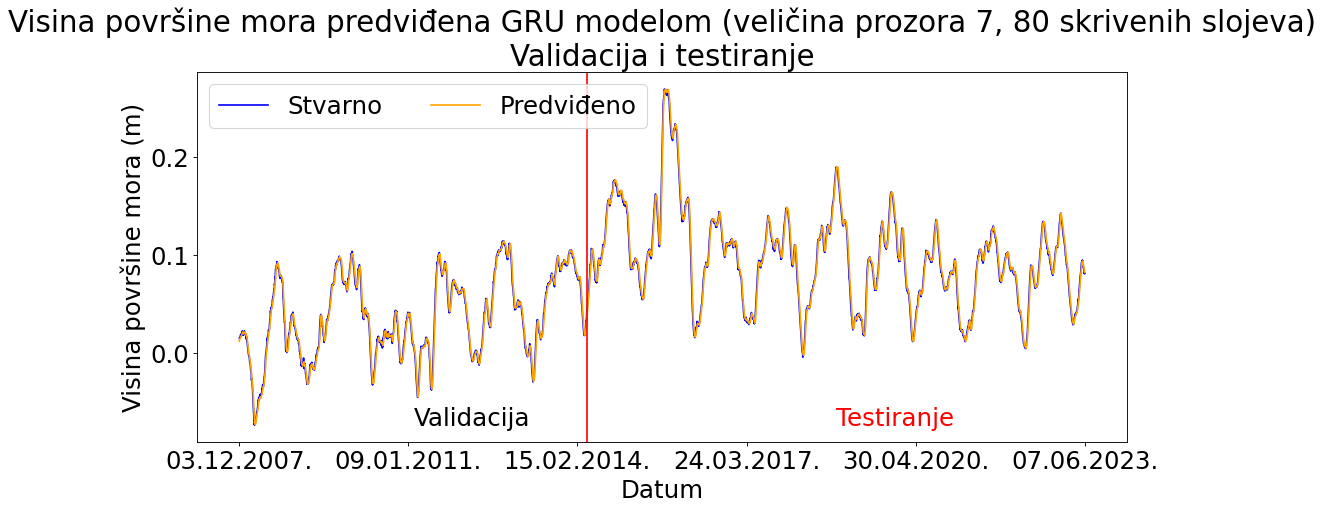 Visina površine mora predviđena GRU modelom (veličina prozora 7, 80 skrivenih slojeva)
Validacija i testiranje
Stvarno Predviđeno
Visina površine mora (m)
0.2
0.1
0.0
Validacija Testiranje
03.12.2007. 09.01.2011. 15.02.2014. 24.03.2017. 30.04.2020. 07.06.2023.
Datum